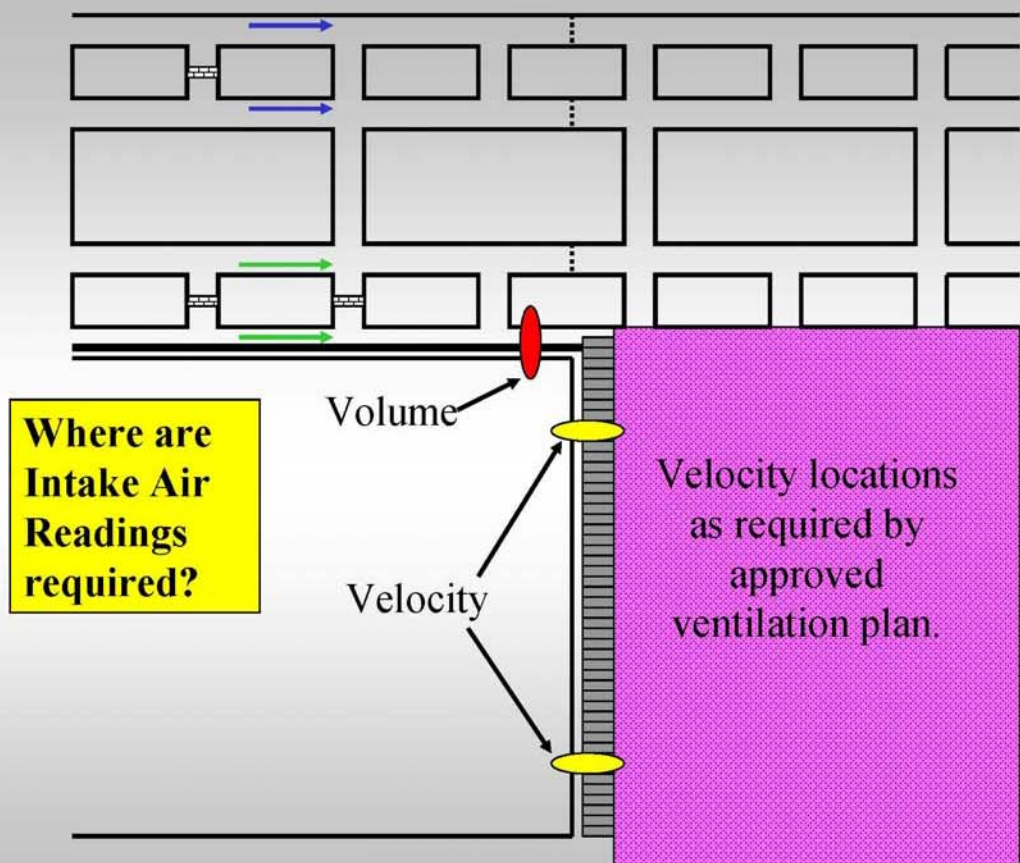 Volume
Where are
Intake Air
Readings
required?
Velocity
Velocity locations
as required by
approved
ventilation plan.